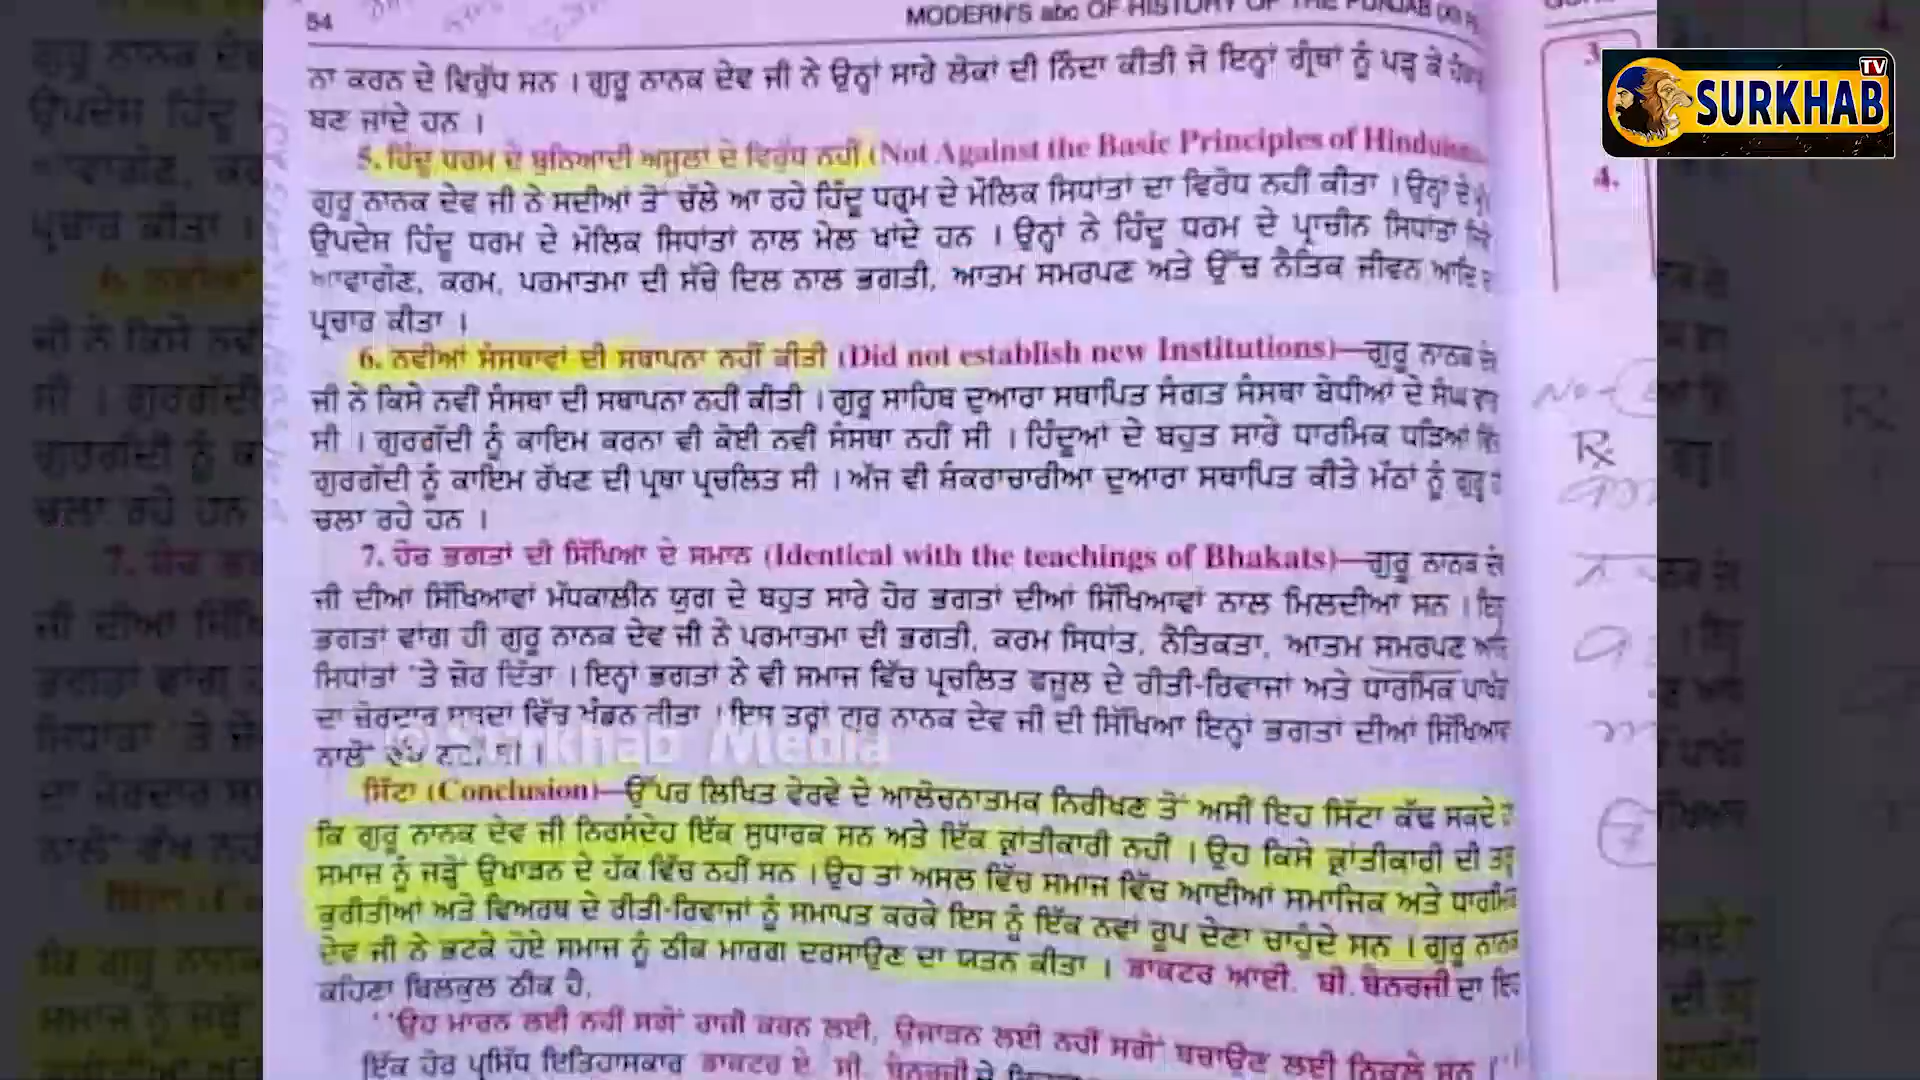 54
MODERN'S abc OF HISTORY OF THE PUNJAB
ਨਾ ਕਰਨ ਦੇ ਵਿਰੁੱਧ ਸਨ । ਗੁਰੂ ਨਾਨਕ ਦੇਵ ਜੀ ਨੇ ਉਨ੍ਹਾਂ ਸਾਰੇ ਲੋਕਾਂ ਦੀ ਨਿੰਦਾ ਕੀਤੀ ਜੋ ਇਨ੍ਹਾਂ ਗ੍ਰੰਥਾਂ ਨੂੰ ਪੜ੍ਹ ਕੇ
ਬਣ ਜਾਂਦੇ ਹਨ ।
5. ਹਿੰਦੂ ਧਰਮ ਦੇ ਬੁਨਿਆਦੀ ਅਸੂਲਾਂ ਦੇ ਵਿਰੁੱਧ ਨਹੀਂ (Not Against the Basic Principles of
ਗੁਰੂ ਨਾਨਕ ਦੇਵ ਜੀ ਨੇ ਸਦੀਆਂ ਤੋਂ ਚੱਲੇ ਆ ਰਹੇ ਹਿੰਦੂ ਧਰਮ ਦੇ ਮੌਲਿਕ ਸਿਧਾਂਤਾਂ ਦਾ ਵਿਰੋਧ ਨਹੀਂ ਕੀਤਾ । ਉਨ੍ਹਾਂ ਦੇ
ਉਪਦੇਸ਼ ਹਿੰਦੂ ਧਰਮ ਦੇ ਮੌਲਿਕ ਸਿਧਾਂਤਾਂ ਨਾਲ ਮੇਲ ਖਾਂਦੇ ਹਨ । ਉਨ੍ਹਾਂ ਨੇ ਹਿੰਦੂ ਧਰਮ ਦੇ ਪ੍ਰਾਚੀਨ ਸਿਧਾਂਤਾਂ
ਆਵਾਗੌਣ, ਕਰਮ, ਪਰਮਾਤਮਾ ਦੀ ਸੱਚੇ ਦਿਲ ਨਾਲ ਭਗਤੀ, ਆਤਮ ਸਮਰਪਣ ਅਤੇ ਉੱਚ ਨੈਤਿਕ ਜੀਵਨ ਆਦਿ
ਪ੍ਰਚਾਰ ਕੀਤਾ ।
6. ਨਵੀਆਂ ਸੰਸਥਾਵਾਂ ਦੀ ਸਥਾਪਨਾ ਨਹੀਂ ਕੀਤੀ (Did not establish new Institutions)—ਗੁਰੂ ਨਾਨਕ
ਜੀ ਨੇ ਕਿਸੇ ਨਵੀਂ ਸੰਸਥਾ ਦੀ ਸਥਾਪਨਾ ਨਹੀਂ ਕੀਤੀ । ਗੁਰੂ ਸਾਹਿਬ ਦੁਆਰਾ ਸਥਾਪਿਤ ਸੰਗਤ ਸੰਸਥਾ ਬੋਧੀਆਂ ਦੇ ਸੰਘ
ਸੀ । ਗੁਰਗੱਦੀ ਨੂੰ ਕਾਇਮ ਕਰਨਾ ਵੀ ਕੋਈ ਨਵੀਂ ਸੰਸਥਾ ਨਹੀਂ ਸੀ । ਹਿੰਦੂਆਂ ਦੇ ਬਹੁਤ ਸਾਰੇ ਧਾਰਮਿਕ ਧੜਿਆਂ
ਗੁਰਗੱਦੀ ਨੂੰ ਕਾਇਮ ਰੱਖਣ ਦੀ ਪ੍ਰਥਾ ਪ੍ਰਚਲਿਤ ਸੀ । ਅੱਜ ਵੀ ਸ਼ੰਕਰਾਚਾਰੀਆ ਦੁਆਰਾ ਸਥਾਪਿਤ ਕੀਤੇ ਮੱਠਾਂ ਨੂੰ
ਚਲਾ ਰਹੇ ਹਨ ।
7. ਹੋਰ ਭਗਤਾਂ ਦੀ ਸਿੱਖਿਆ ਦੇ ਸਮਾਨ (Identical with the teachings of Bhakats)—ਗੁਰੂ ਨਾਨਕ
ਜੀ ਦੀਆਂ ਸਿੱਖਿਆਵਾਂ ਮੱਧਕਾਲੀਨ ਯੁਗ ਦੇ ਬਹੁਤ ਸਾਰੇ ਹੋਰ ਭਗਤਾਂ ਦੀਆਂ ਸਿੱਖਿਆਵਾਂ ਨਾਲ ਮਿਲਦੀਆਂ ਸਨ ।
ਭਗਤਾਂ ਵਾਂਗ ਹੀ ਗੁਰੂ ਨਾਨਕ ਦੇਵ ਜੀ ਨੇ ਪਰਮਾਤਮਾ ਦੀ ਭਗਤੀ, ਕਰਮ ਸਿਧਾਂਤ, ਨੈਤਿਕਤਾ, ਆਤਮ ਸਮਰਪਣ
ਸਿਧਾਂਤਾਂ 'ਤੇ ਜ਼ੋਰ ਦਿੱਤਾ । ਇਨ੍ਹਾਂ ਭਗਤਾਂ ਨੇ ਵੀ ਸਮਾਜ ਵਿੱਚ ਪ੍ਰਚਲਿਤ ਫਜ਼ੂਲ ਦੇ ਰੀਤੀ-ਰਿਵਾਜਾਂ ਅਤੇ ਧਾਰਮਿਕ
ਦਾ ਜ਼ੋਰਦਾਰ ਸ਼ਬਦਾਂ ਵਿੱਚ ਖੰਡਨ ਕੀਤਾ । ਇਸ ਤਰ੍ਹਾਂ ਗੁਰੂ ਨਾਨਕ ਦੇਵ ਜੀ ਦੀ ਸਿੱਖਿਆ ਇਨ੍ਹਾਂ ਭਗਤਾਂ ਦੀਆਂ
ਨਾਲੋਂ ਵੱਖ ਨਹੀਂ ਸੀ ।
ਸਿੱਟਾ (Conclusion)—ਉੱਪਰ ਲਿਖਿਤ ਵੇਰਵੇ ਦੇ ਆਲੋਚਨਾਤਮਕ ਨਿਰੀਖਣ ਤੋਂ ਅਸੀਂ ਇਹ ਸਿੱਟਾ ਕੱਢ ਸਕਦੇ
ਕਿ ਗੁਰੂ ਨਾਨਕ ਦੇਵ ਜੀ ਨਿਰਸੰਦੇਹ ਇੱਕ ਸੁਧਾਰਕ ਸਨ ਅਤੇ ਇੱਕ ਕ੍ਰਾਂਤੀਕਾਰੀ ਨਹੀਂ । ਉਹ ਕਿਸੇ ਕ੍ਰਾਂਤੀਕਾਰੀ ਦੀ
ਸਮਾਜ ਨੂੰ ਜੜ੍ਹੋਂ ਉਖਾੜਨ ਦੇ ਹੱਕ ਵਿੱਚ ਨਹੀਂ ਸਨ । ਉਹ ਤਾਂ ਅਸਲ ਵਿੱਚ ਸਮਾਜ ਵਿੱਚ ਆਈਆਂ ਸਮਾਜਿਕ ਅਤੇ
ਕੁਰੀਤੀਆਂ ਅਤੇ ਵਿਅਰਥ ਦੇ ਰੀਤੀ-ਰਿਵਾਜਾਂ ਨੂੰ ਸਮਾਪਤ ਕਰਕੇ ਇਸ ਨੂੰ ਇੱਕ ਨਵਾਂ ਰੂਪ ਦੇਣਾ ਚਾਹੁੰਦੇ ਸਨ । ਗੁਰੂ ਨਾਨਕ
ਦੇਵ ਜੀ ਨੇ ਭਟਕੇ ਹੋਏ ਸਮਾਜ ਨੂੰ ਠੀਕ ਮਾਰਗ ਦਰਸਾਉਣ ਦਾ ਯਤਨ ਕੀਤਾ । ਡਾਕਟਰ ਆਈ. ਬੀ. ਬੈਨਰਜੀ ਦਾ
ਕਹਿਣਾ ਬਿਲਕੁਲ ਠੀਕ ਹੈ,
"ਉਹ ਮਾਰਨ ਲਈ ਨਹੀਂ ਸਗੋਂ ਰਾਜ਼ੀ ਕਰਨ ਲਈ, ਉਜਾੜਨ ਲਈ ਨਹੀਂ ਸਗੋਂ ਬਚਾਉਣ ਲਈ ਨਿਕਲੇ ਸਨ ।"
ਇੱਕ ਹੋਰ ਪ੍ਰਸਿੱਧ ਇਤਿਹਾਸਕਾਰ ਡਾਕਟਰ ਏ. ਸੀ. ਬੈਨਰਜੀ ਦੇ
3.
4.
SURKHAB TV
© Surkhab Media